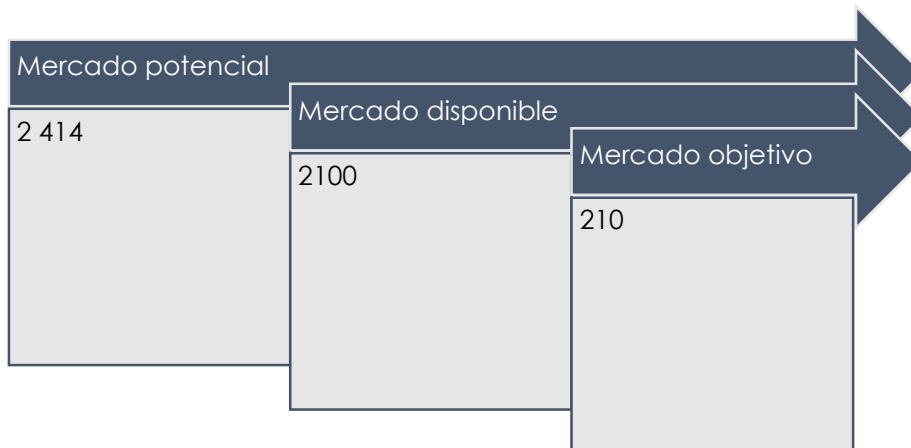 Mercado potencial
2 414
Mercado disponible
2100
Mercado objetivo
210